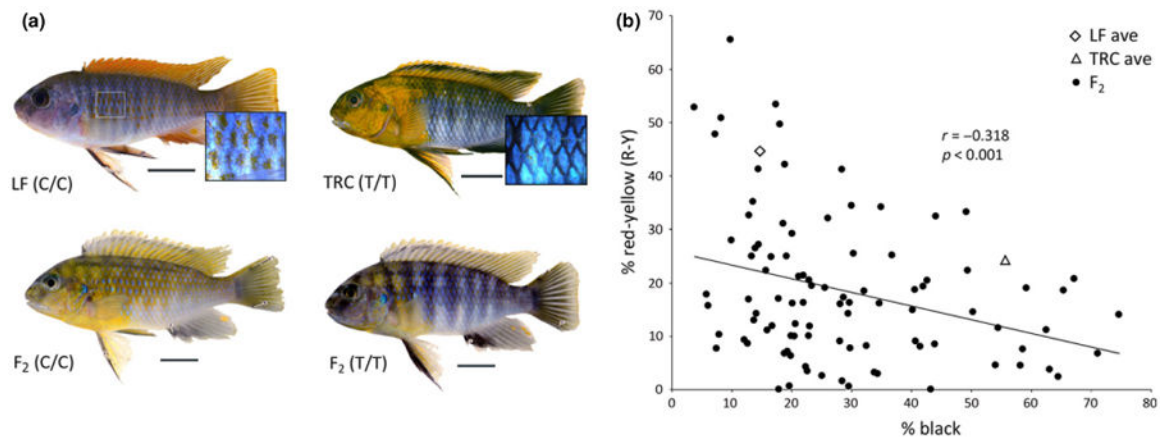 (a)
LF (C/C)
TRC (T/T)
F2 (C/C)
F2 (T/T)
(b)
% red-yellow (R-Y)
70
60
50
40
30
20
10
0
LF ave
TRC ave
F2
r = −0.318
p < 0.001
0 10 20 30 40 50 60 70 80
% black